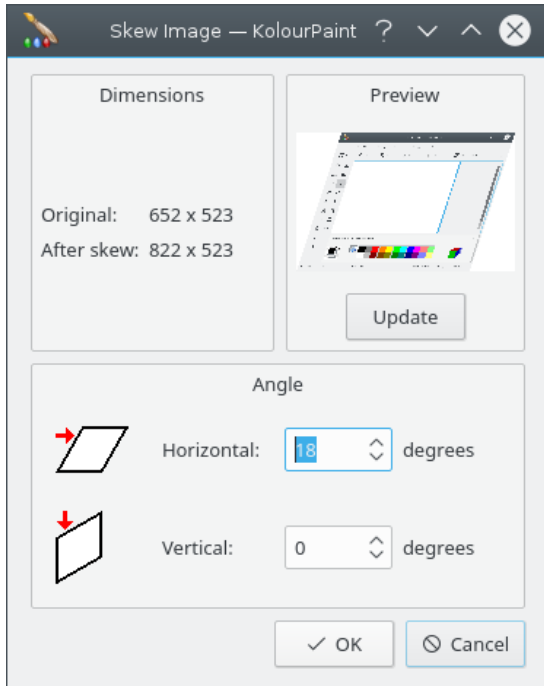 Skew Image — KolourPaint ?
Dimensions
Original: 652 x 523
After skew: 822 x 523
Preview
Update
Angle
Horizontal: 18 degrees
Vertical: 0 degrees
OK
Cancel